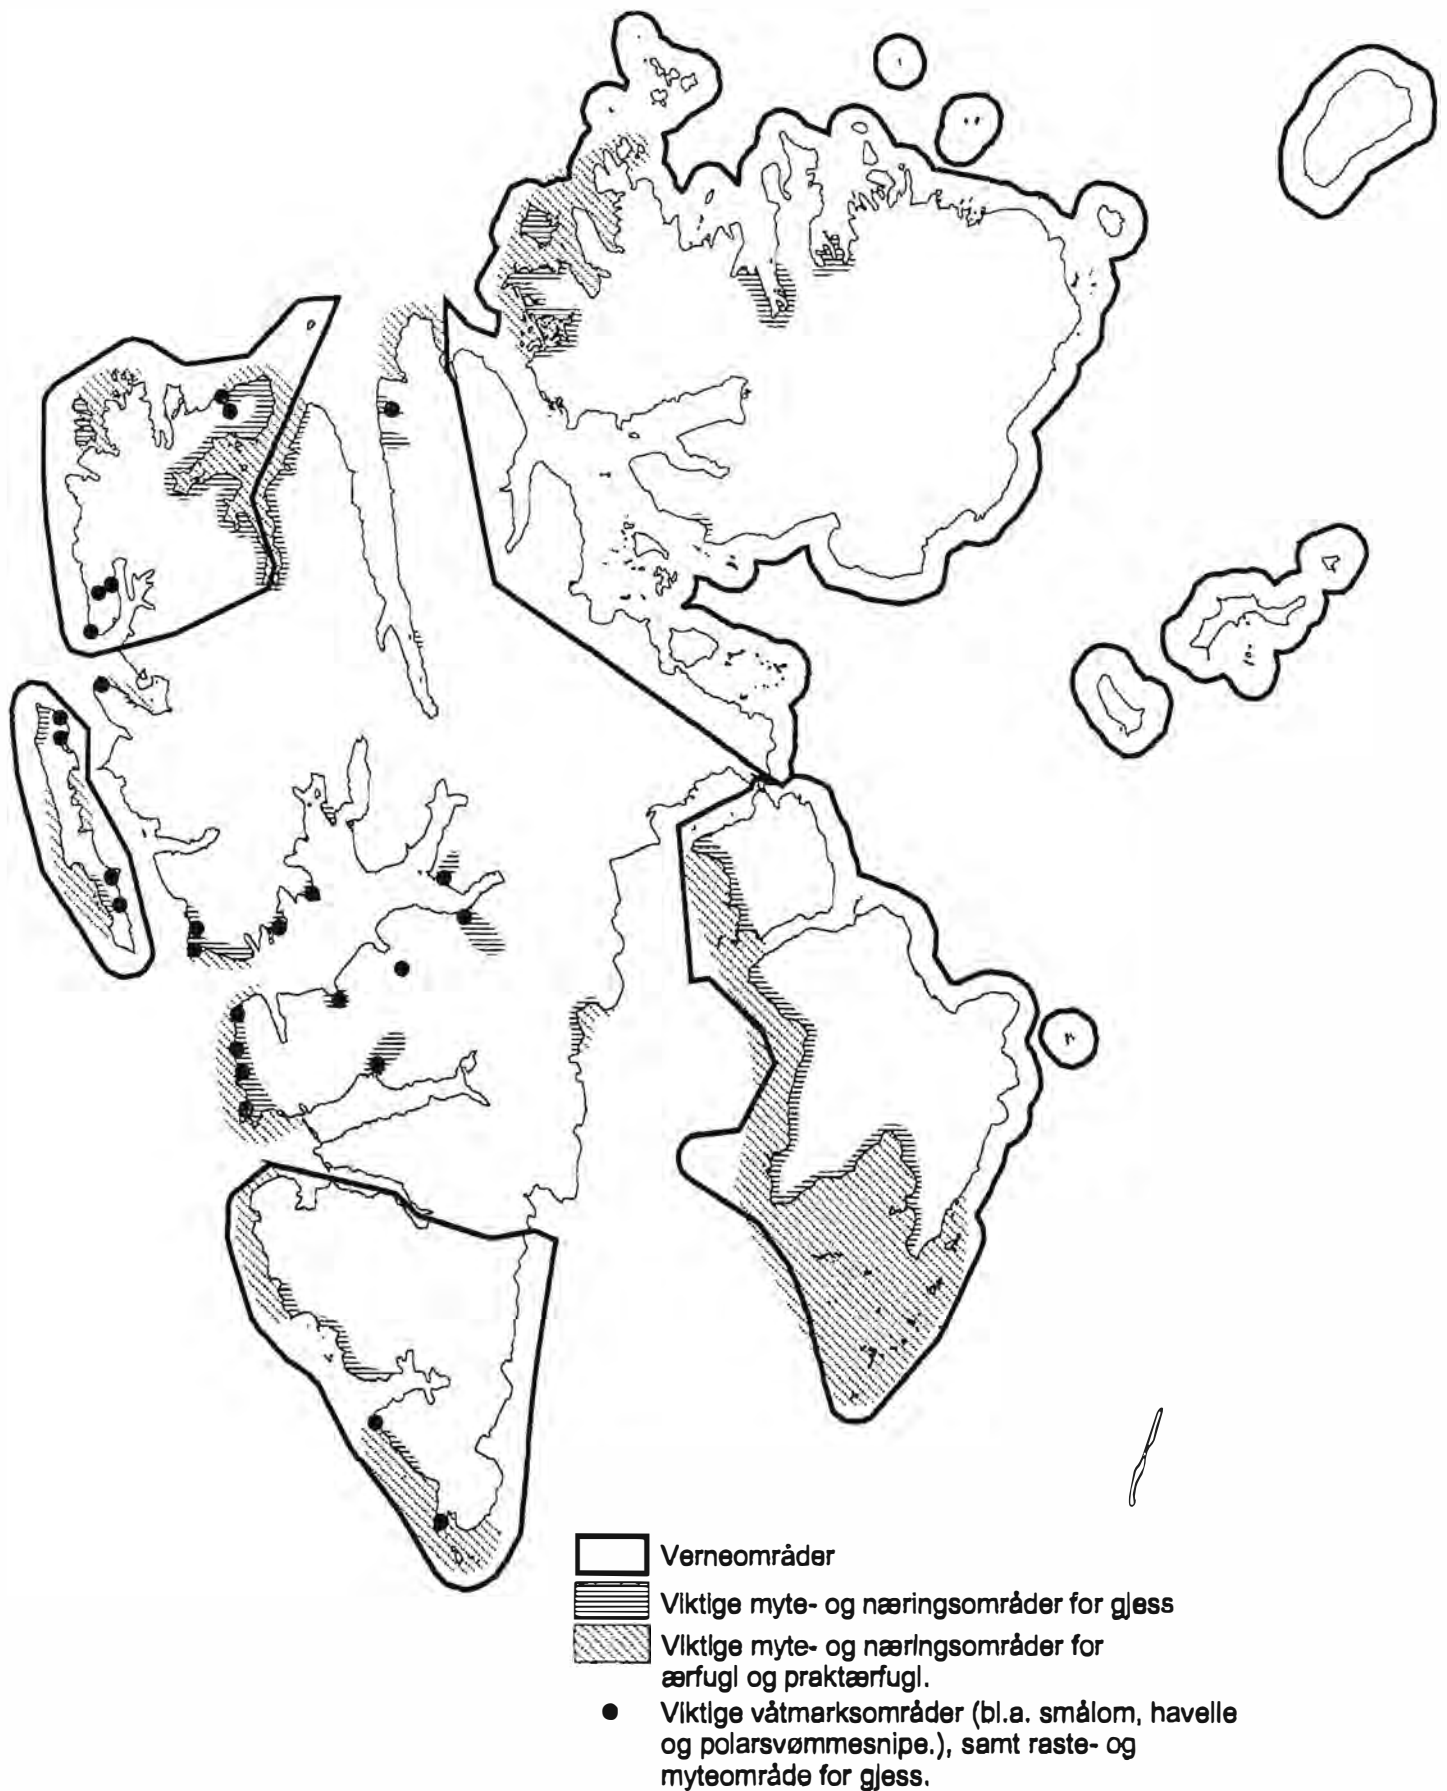 Verneområder
Viktige myte- og næringsområder for gjess
Viktige myte- og næringsområder for
ærfugl og praktærfugl.
Viktige våtmarksområder (bl.a. smålom, havelle
og polarsvømmesnipe.), samt raste- og
myteområde for gjess.